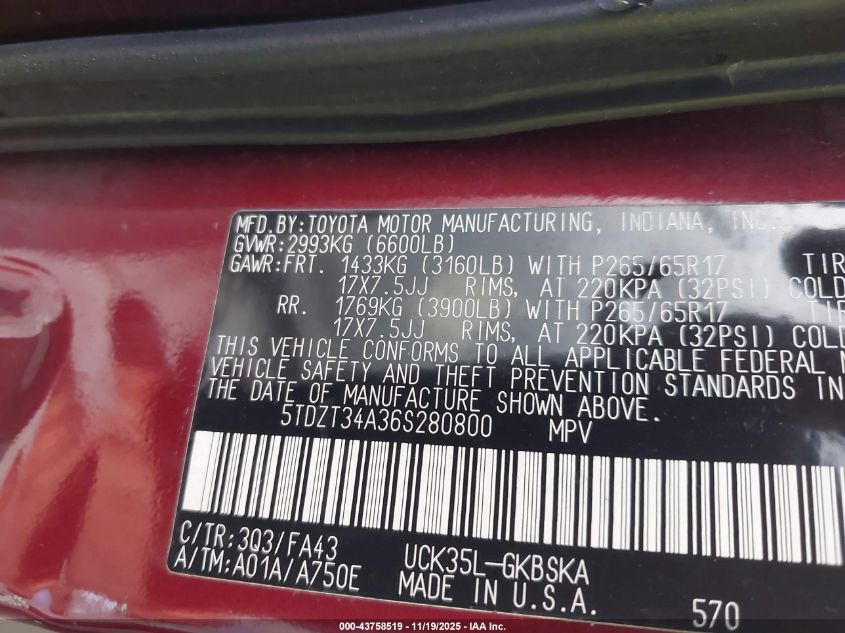 MFD.BY:TOYOTA MOTOR MANUFACTURING, INDIANA, INC.
GVWR:2993KG (6600LB)
GAWR:FRT. 1433KG (3160LB) WITH P265/65R17 TIR
17X7.5JJ RIMS, AT 220KPA (32PSI) COLD
RR. 1769KG (3900LB) WITH P265/65R17 TIR
17X7.5JJ RIMS, AT 220KPA (32PSI) COLD
THIS VEHICLE CONFORMS TO ALL APPLICABLE FEDERAL M
VEHICLE SAFETY AND THEFT PREVENTION STANDARDS IN
THE DATE OF MANUFACTURE SHOWN ABOVE.
5TDZT34A36S280800 MPV
C/TR:3Q3/FA43 UCK35L-GKBSKA
A/TM:A01A/A750E MADE IN U.S.A. 570
000-43758519 - 11/19/2025 - IAA Inc.